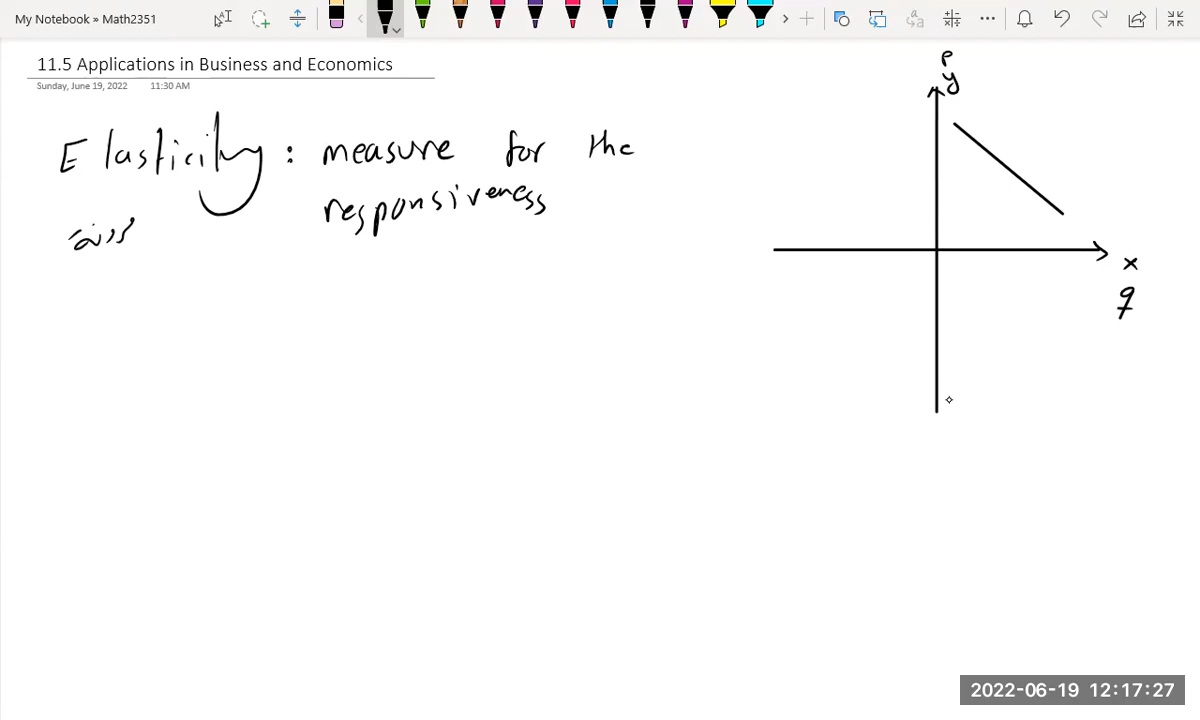 My Notebook » Math2351
11.5 Applications in Business and Economics
Sunday, June 19, 2022 11:30 AM
Elasticity: measure for the
responsiveness
P
y
x
q
2022-06-19 12:17:27